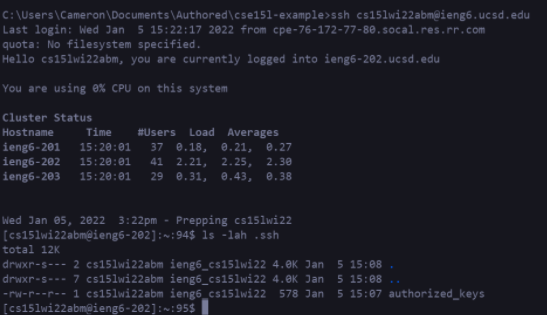 C:\Users\Cameron\Documents\Authored\cse15l-example>ssh cs15lwi22abm@ieng6.ucsd.edu
Last login: Wed Jan  5 15:22:17 2022 from cpe-76-172-77-80.socal.res.rr.com
quota: No filesystem specified.
Hello cs15lwi22abm, you are currently logged into ieng6-202.ucsd.edu
You are using 0% CPU on this system
Cluster Status
Hostname     Time    #Users  Load  Averages
ieng6-201   15:20:01   37  0.18,  0.21,  0.27
ieng6-202   15:20:01   41  2.21,  2.25,  2.30
ieng6-203   15:20:01   29  0.31,  0.43,  0.38
Wed Jan 05, 2022  3:22pm - Prepping cs15lwi22
[cs15lwi22abm@ieng6-202]:~:94$ ls -lah .ssh
total 12K
drwxr-s--- 2 cs15lwi22abm ieng6_cs15lwi22 4.0K Jan  5 15:08 .
drwxr-s--- 7 cs15lwi22abm ieng6_cs15lwi22 4.0K Jan  5 15:08 ..
-rw-r--r-- 1 cs15lwi22abm ieng6_cs15lwi22  578 Jan  5 15:07 authorized_keys
[cs15lwi22abm@ieng6-202]:~:95$